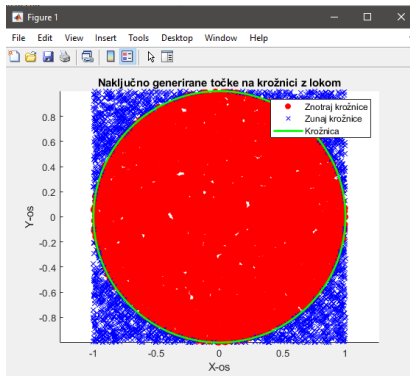 Figure 1
File Edit View Insert Tools Desktop Window Help
Naključno generirane točke na krožnici z lokom
Znotraj krožnice
Zunaj krožnice
Krožnica
0.8
0.6
0.4
0.2
0
-0.2
-0.4
-0.6
-0.8
Y-os
-1 -0.5 0 0.5 1
X-os